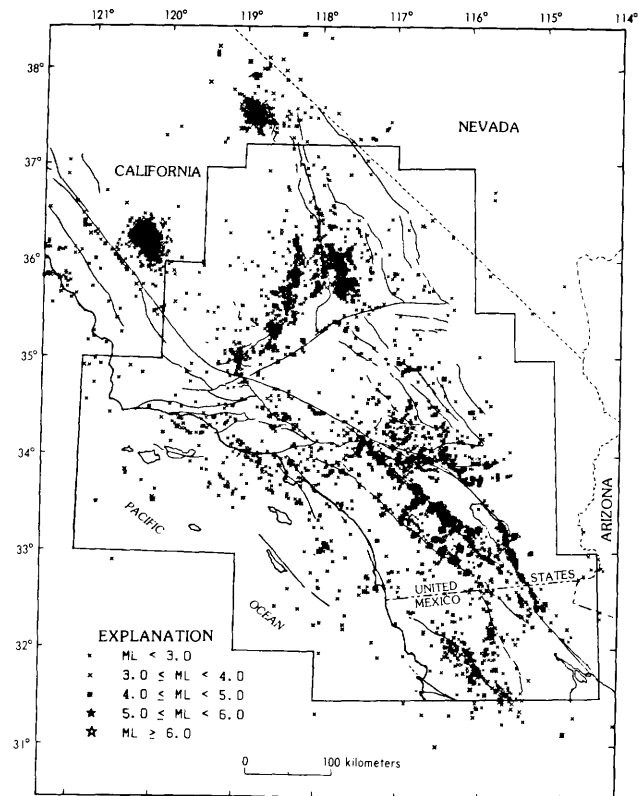 121° 120° 119° 118° 117° 116° 115° 114°
38°
NEVADA
37°
CALIFORNIA
36°
35°
34°
PACIFIC
ARIZONA
33°
UNITED STATES
MEXICO
OCEAN
32°
EXPLANATION
ML < 3.0
3.0 ≤ ML < 4.0
4.0 ≤ ML < 5.0
5.0 ≤ ML < 6.0
ML ≥ 6.0
31°
0 100 kilometers